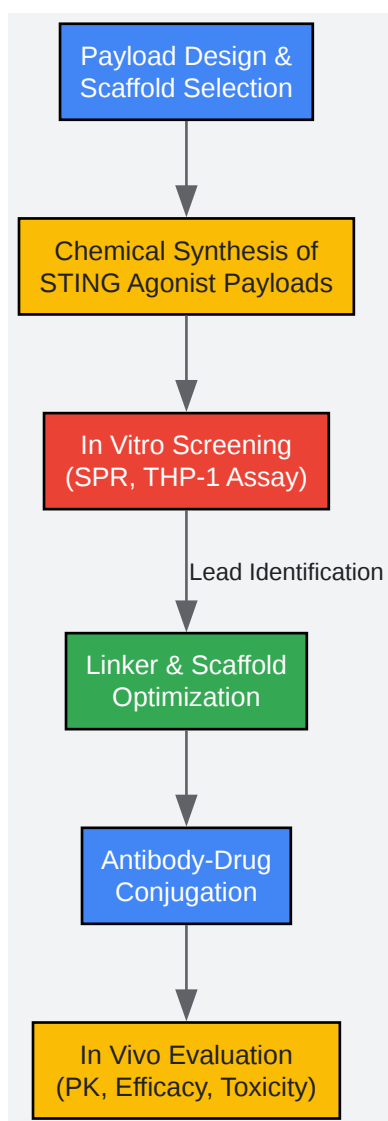 Payload Design &
Scaffold Selection
Chemical Synthesis of
STING Agonist Payloads
In Vitro Screening
(SPR, THP-1 Assay)
Lead Identification
Linker & Scaffold
Optimization
Antibody-Drug
Conjugation
In Vivo Evaluation
(PK, Efficacy, Toxicity)